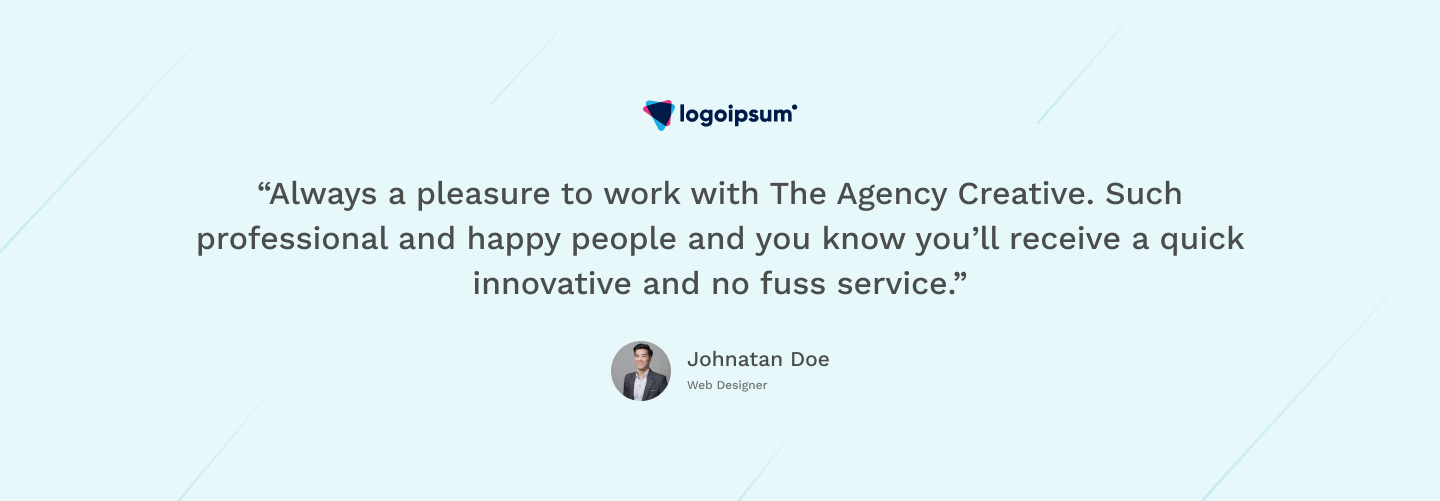 logoipsum
“Always a pleasure to work with The Agency Creative. Such
professional and happy people and you know you’ll receive a quick
innovative and no fuss service.”
Johnatan Doe
Web Designer